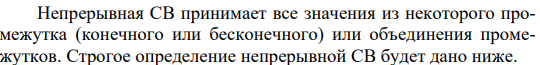 Непрерывная СВ принимает все значения из некоторого про-
межутка (конечного или бесконечного) или объединения проме-
жутков. Строгое определение непрерывной СВ будет дано ниже.